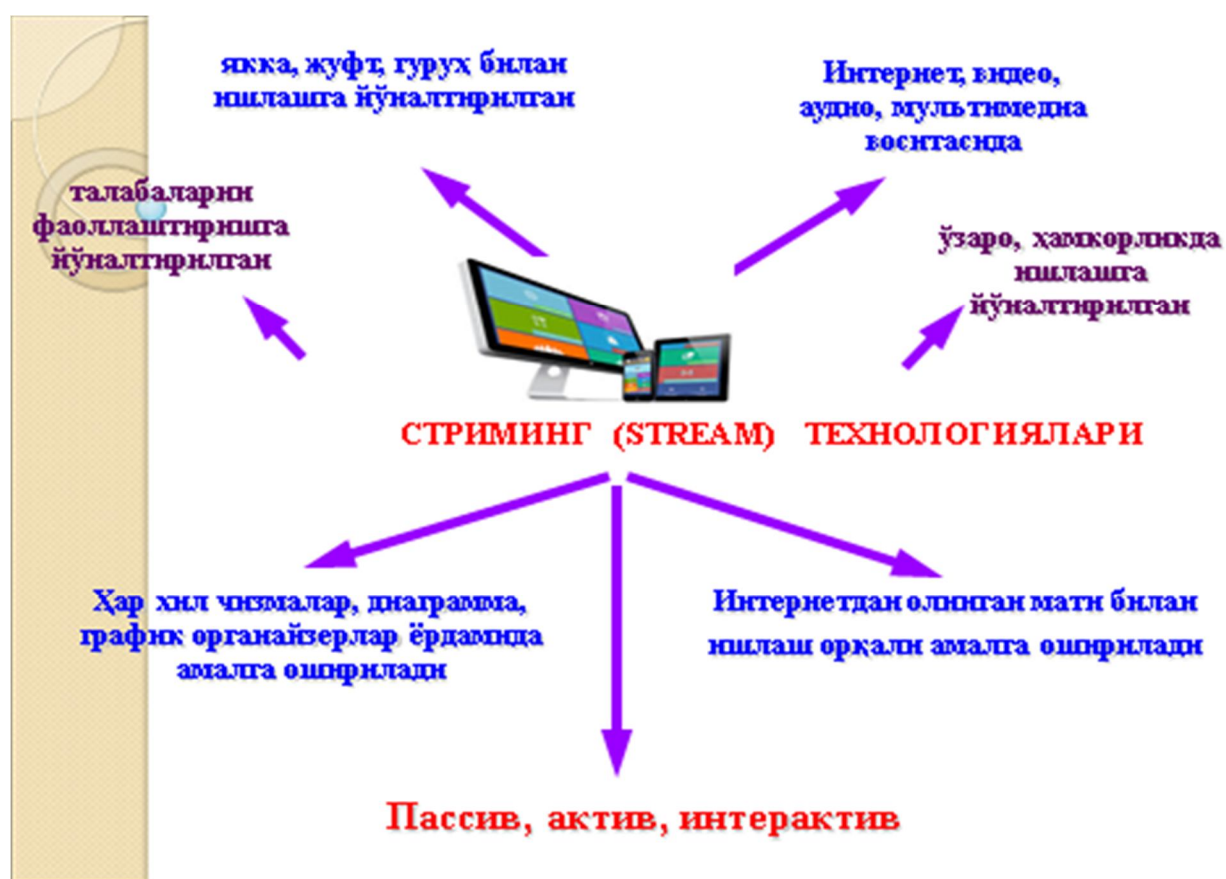 якка, жуфт, гуруҳ билан
ишлашга йўналтирилган
Интернет, видео,
аудио, мультимедиа
воситасида
талабаларни
фаоллаштиришга
йўналтирилган
ўзаро, ҳамкорликда
ишлашга
йўналтирилган
СТРИМИНГ (STREAM) ТЕХНОЛОГИЯЛАРИ
Ҳар хил чизмалар, диаграмма,
график органайзерлар ёрдамида
амалга оширилади
Интернетдан олинган матн билан
ишлаш орқали амалга оширилади
Пассив, актив, интерактив